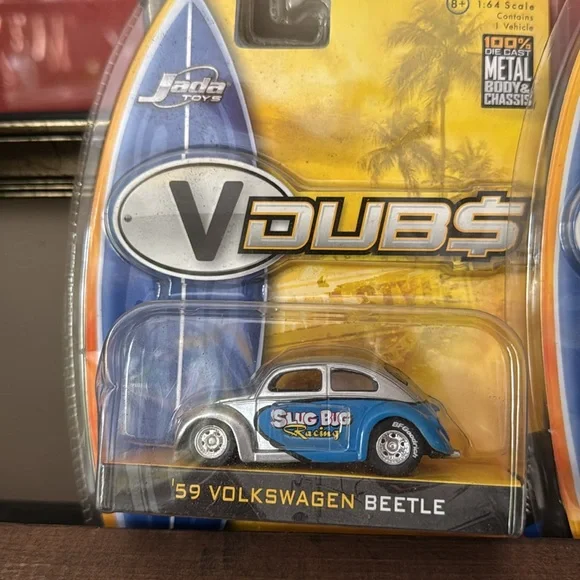 8+
1:64 Scale
Contains
1 Vehicle
100%
DIE CAST
METAL
BODY &
CHASSIS
Jada
TOYS
V DUB$
SLUG BUG
Racing
BFGoodrich
'59 VOLKSWAGEN BEETLE